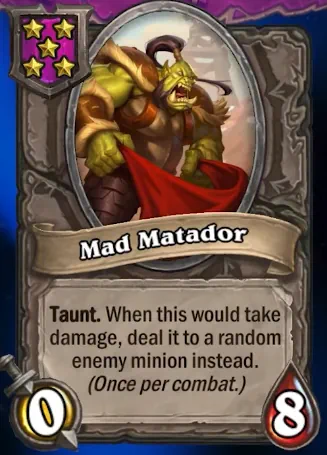 Mad Matador
Taunt. When this would take
damage, deal it to a random
enemy minion instead.
(Once per combat.)
0
8